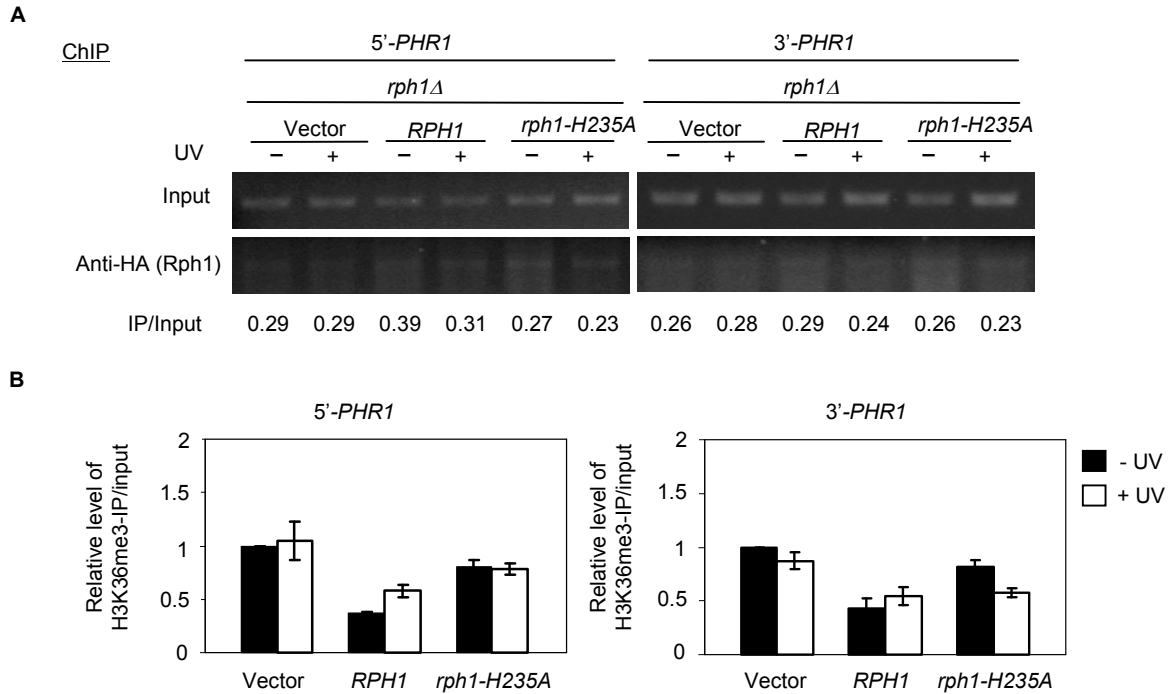 A
ChIP
5’-PHR1 3’-PHR1
rph1Δ rph1Δ
Vector RPH1 rph1-H235A Vector RPH1 rph1-H235A
UV − + − + − + − + − + − +
Input
Anti-HA (Rph1)
IP/Input 0.29 0.29 0.39 0.31 0.27 0.23 0.26 0.28 0.29 0.24 0.26 0.23
B
5’-PHR1
Relative level of
H3K36me3-IP/input
2
1.5
1
0.5
0
Vector RPH1 rph1-H235A
3’-PHR1
Relative level of
H3K36me3-IP/input
2
1.5
1
0.5
0
Vector RPH1 rph1-H235A
- UV
+ UV